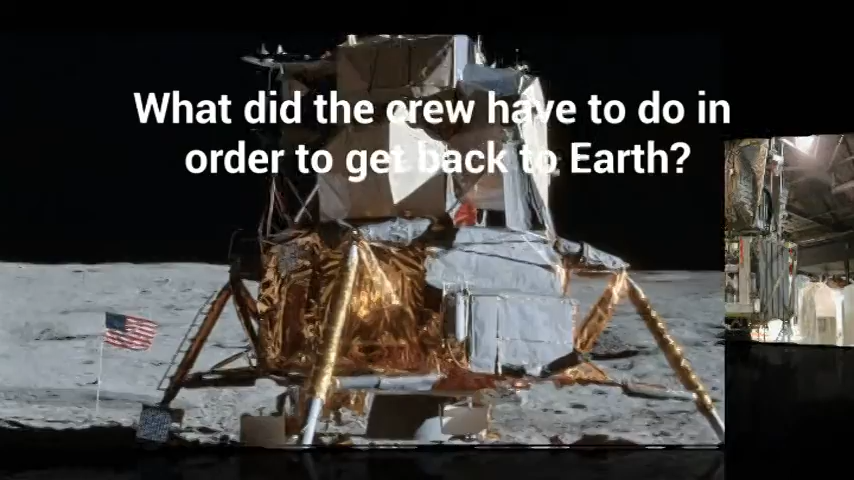 What did the crew have to do in
order to get back to Earth?